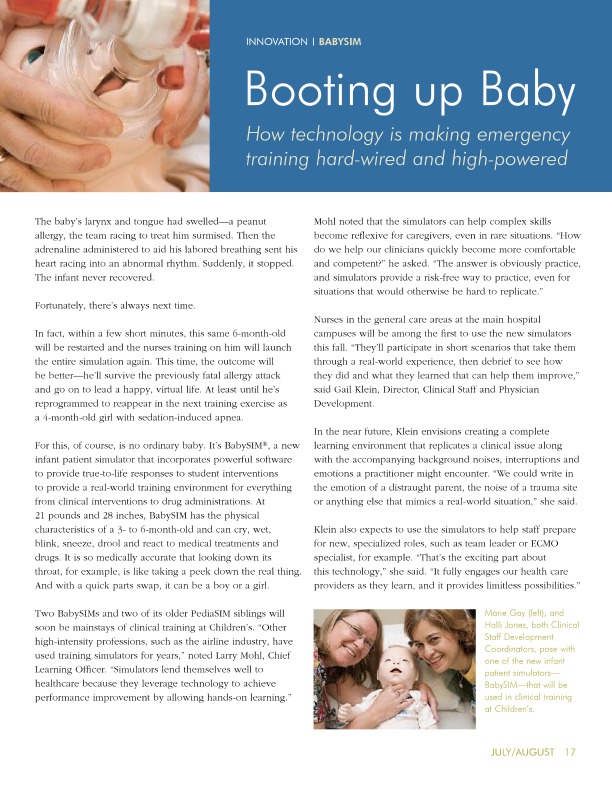 INNOVATION | BABYSIM
Booting up Baby
How technology is making emergency
training hard-wired and high-powered
The baby's larynx and tongue had swelled—a peanut
allergy, the team racing to treat him surmised. Then the
adrenaline administered to aid his labored breathing sent his
heart racing into an abnormal rhythm. Suddenly, it stopped.
The infant never recovered.
Fortunately, there's always next time.
In fact, within a few short minutes, this same 6-month-old
will be restarted and the nurses training on him will launch
the entire simulation again. This time, the outcome will
be better—he'll survive the previously fatal allergy attack
and go on to lead a happy, virtual life. At least until he's
reprogrammed to reappear in the next training exercise as
a 4-month-old girl with sedation-induced apnea.
For this, of course, is no ordinary baby. It's BabySIM®, a new
infant patient simulator that incorporates powerful software
to provide true-to-life responses to student interventions
to provide a real-world training environment for everything
from clinical interventions to drug administrations. At
21 pounds and 28 inches, BabySIM has the physical
characteristics of a 3- to 6-month-old and can cry, wet,
blink, sneeze, drool and react to medical treatments and
drugs. It is so medically accurate that looking down its
throat, for example, is like taking a peek down the real thing.
And with a quick parts swap, it can be a boy or a girl.
Two BabySIMs and two of its older PediaSIM siblings will
soon be mainstays of clinical training at Children's. "Other
high-intensity professions, such as the airline industry, have
used training simulators for years," noted Larry Mohl, Chief
Learning Officer. "Simulators lend themselves well to
healthcare because they leverage technology to achieve
performance improvement by allowing hands-on learning."
Mohl noted that the simulators can help complex skills
become reflexive for caregivers, even in rare situations. "How
do we help our clinicians quickly become more comfortable
and competent?" he asked. "The answer is obviously practice,
and simulators provide a risk-free way to practice, even for
situations that would otherwise be hard to replicate."
Nurses in the general care areas at the main hospital
campuses will be among the first to use the new simulators
this fall. "They'll participate in short scenarios that take them
through a real-world experience, then debrief to see how
they did and what they learned that can help them improve,"
said Gail Klein, Director, Clinical Staff and Physician
Development.
In the near future, Klein envisions creating a complete
learning environment that replicates a clinical issue along
with the accompanying background noises, interruptions and
emotions a practitioner might encounter. "We could write in
the emotion of a distraught parent, the noise of a trauma site
or anything else that mimics a real-world situation," she said.
Klein also expects to use the simulators to help staff prepare
for new, specialized roles, such as team leader or ECMO
specialist, for example. "That's the exciting part about
this technology," she said. "It fully engages our health care
providers as they learn, and it provides limitless possibilities."
Marie Gay (left), and
Halli Jones, both Clinical
Staff Development
Coordinators, pose with
one of the new infant
patient simulators—
BabySIM—that will be
used in clinical training
at Children's.
JULY/AUGUST 17